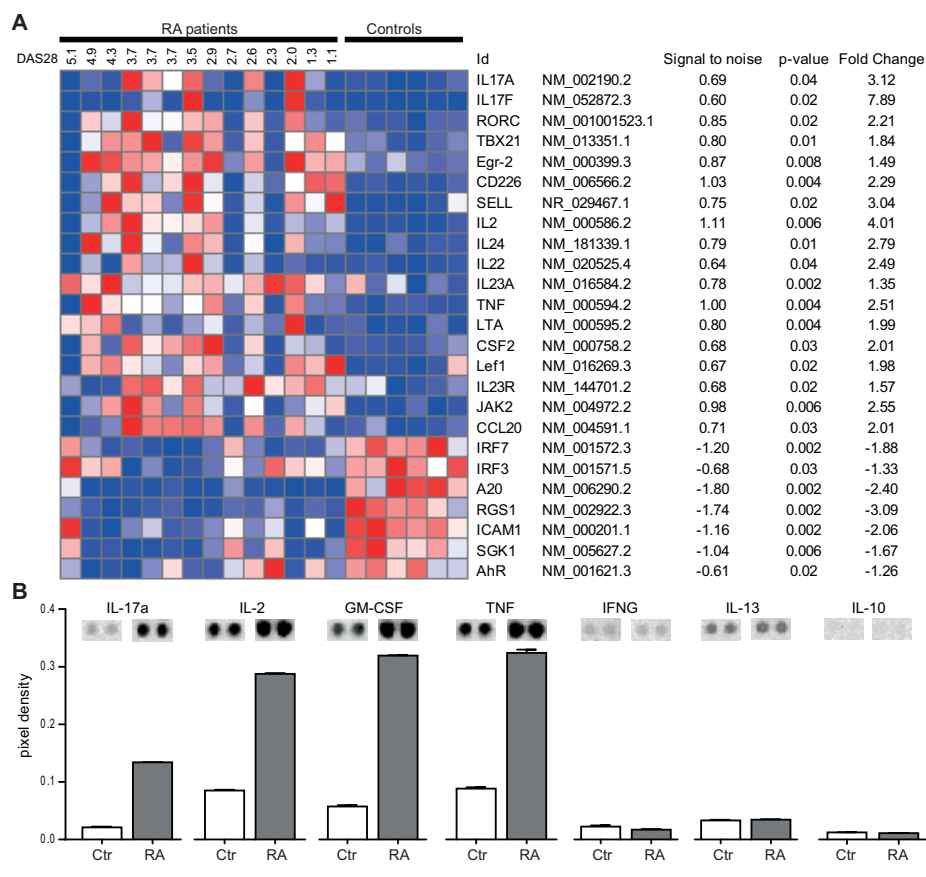 A
RA patients Controls
DAS28 5.1 4.9 4.3 3.7 3.7 3.7 3.5 2.9 2.7 2.6 2.3 2.0 1.3 1.1
Id Signal to noise p-value Fold Change
IL17A NM_002190.2 0.69 0.04 3.12
IL17F NM_052872.3 0.60 0.02 7.89
RORC NM_001001523.1 0.85 0.02 2.21
TBX21 NM_013351.1 0.80 0.01 1.84
Egr-2 NM_000399.3 0.87 0.008 1.49
CD226 NM_006566.2 1.03 0.004 2.29
SELL NR_029467.1 0.75 0.02 3.04
IL2 NM_000586.2 1.11 0.006 4.01
IL24 NM_181339.1 0.79 0.01 2.79
IL22 NM_020525.4 0.64 0.04 2.49
IL23A NM_016584.2 0.78 0.002 1.35
TNF NM_000594.2 1.00 0.004 2.51
LTA NM_000595.2 0.80 0.004 1.99
CSF2 NM_000758.2 0.68 0.03 2.01
Lef1 NM_016269.3 0.67 0.02 1.98
IL23R NM_144701.2 0.68 0.02 1.57
JAK2 NM_004972.2 0.98 0.006 2.55
CCL20 NM_004591.1 0.71 0.03 2.01
IRF7 NM_001572.3 -1.20 0.002 -1.88
IRF3 NM_001571.5 -0.68 0.03 -1.33
A20 NM_006290.2 -1.80 0.002 -2.40
RGS1 NM_002922.3 -1.74 0.002 -3.09
ICAM1 NM_000201.1 -1.16 0.002 -2.06
SGK1 NM_005627.2 -1.04 0.006 -1.67
AhR NM_001621.3 -0.61 0.02 -1.26
B
IL-17a IL-2 GM-CSF TNF IFNG IL-13 IL-10
pixel density
0.4
0.3
0.2
0.1
0.0
Ctr RA Ctr RA Ctr RA Ctr RA Ctr RA Ctr RA Ctr RA